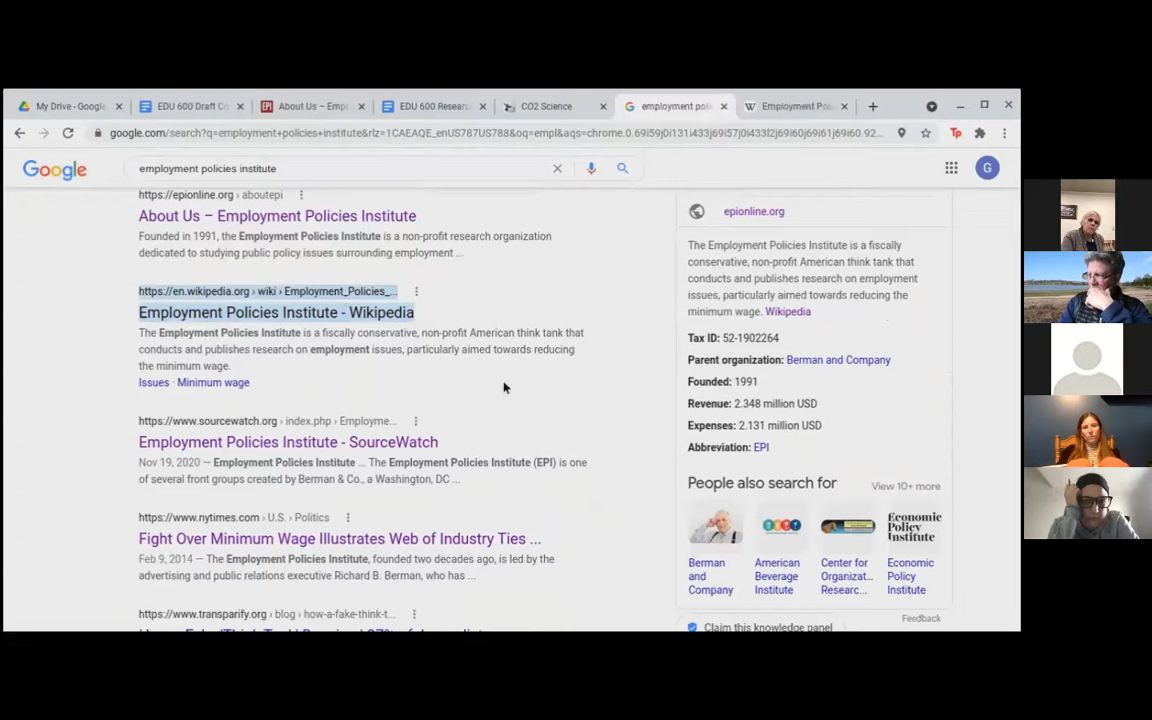 My Drive - Google
EDU 600 Draft Co
About Us – Empl
EDU 600 Resear
CO2 Science
employment poli
Employment Po
google.com/search?q=employment+policies+institute&rlz=1CAEAQE_enUS787US788&oq=empl&aqs=chrome.0.69i59j0i131i433j69i57j0i433l2j69i60j69i61j69i60.92...
Tp
Google
employment policies institute
G
https://epionline.org › aboutepi
About Us – Employment Policies Institute
Founded in 1991, the Employment Policies Institute is a non-profit research organization
dedicated to studying public policy issues surrounding employment ...
https://en.wikipedia.org › wiki › Employment_Policies_...
Employment Policies Institute - Wikipedia
The Employment Policies Institute is a fiscally conservative, non-profit American think tank that
conducts and publishes research on employment issues, particularly aimed towards reducing
the minimum wage.
Issues · Minimum wage
https://www.sourcewatch.org › index.php › Employme...
Employment Policies Institute - SourceWatch
Nov 19, 2020 — Employment Policies Institute ... The Employment Policies Institute (EPI) is one
of several front groups created by Berman & Co., a Washington, DC ...
https://www.nytimes.com › U.S. › Politics
Fight Over Minimum Wage Illustrates Web of Industry Ties ...
Feb 9, 2014 — The Employment Policies Institute, founded two decades ago, is led by the
advertising and public relations executive Richard B. Berman, who has ...
https://www.transparify.org › blog › how-a-fake-think-t...
epionline.org
The Employment Policies Institute is a fiscally
conservative, non-profit American think tank that
conducts and publishes research on employment
issues, particularly aimed towards reducing the
minimum wage. Wikipedia
Tax ID: 52-1902264
Parent organization: Berman and Company
Founded: 1991
Revenue: 2.348 million USD
Expenses: 2.131 million USD
Abbreviation: EPI
People also search for
View 10+ more
Economic
Policy
Institute
Berman
and
Company
American
Beverage
Institute
Center for
Organizat...
Researc...
Economic
Policy
Institute
Feedback
Claim this knowledge panel